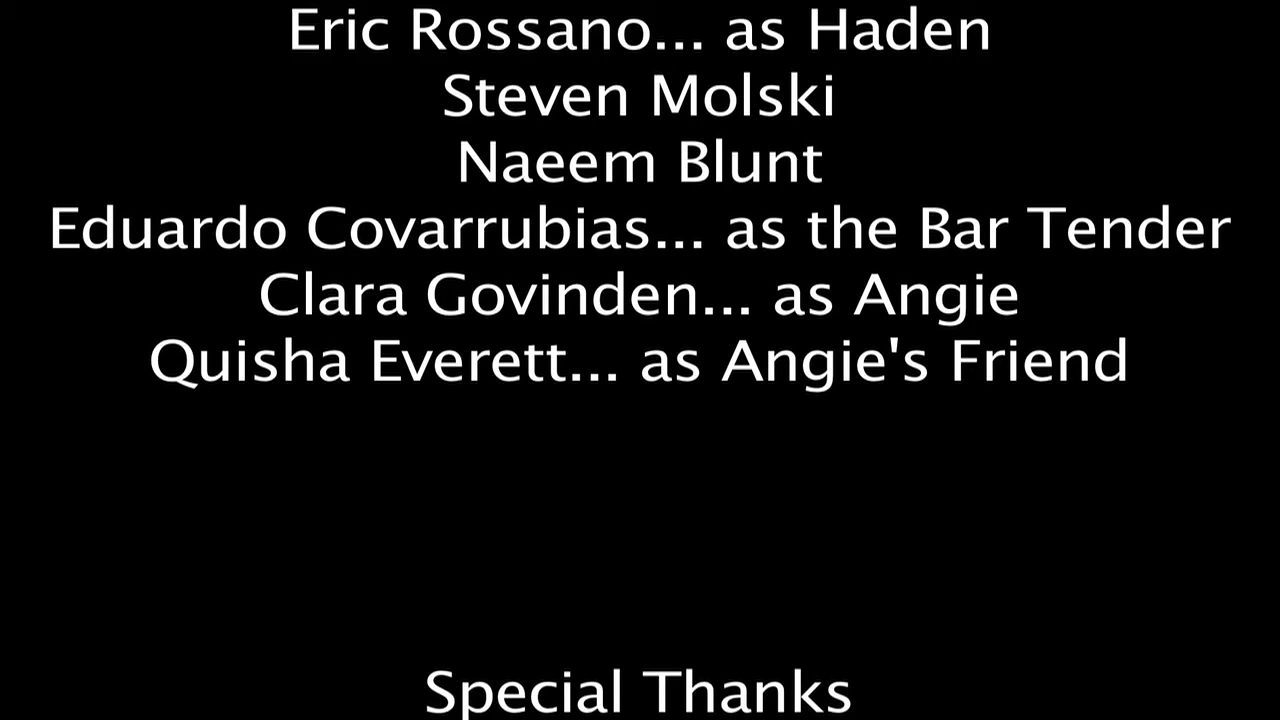 Eric Rossano... as Haden
Steven Molski
Naeem Blunt
Eduardo Covarrubias... as the Bar Tender
Clara Govinden... as Angie
Quisha Everett... as Angie's Friend
Special Thanks